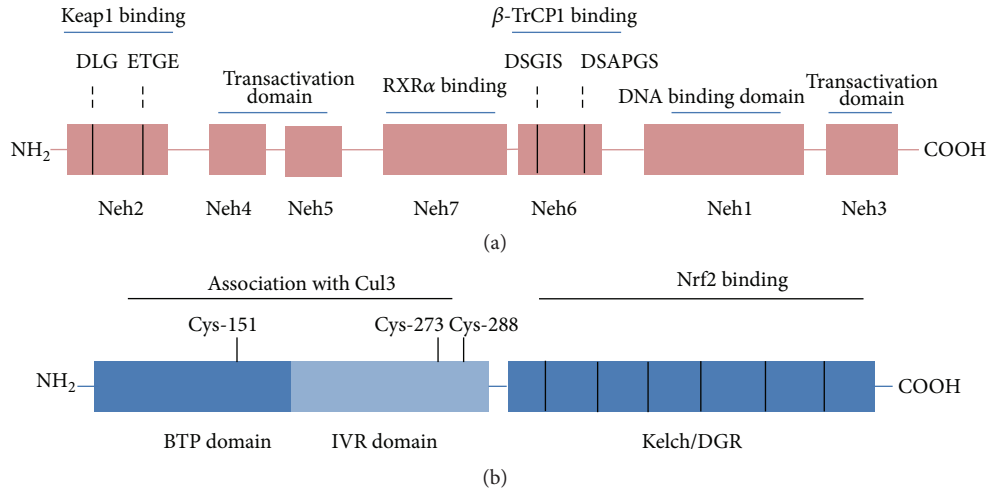 Keap1 binding
β-TrCP1 binding
DLG ETGE
DSGIS DSAPGS
Transactivation
domain
RXRα binding
DNA binding domain
Transactivation
domain
NH2
COOH
Neh2 Neh4 Neh5 Neh7 Neh6 Neh1 Neh3
(a)
Association with Cul3
Nrf2 binding
Cys-151 Cys-273 Cys-288
NH2
COOH
BTP domain IVR domain Kelch/DGR
(b)